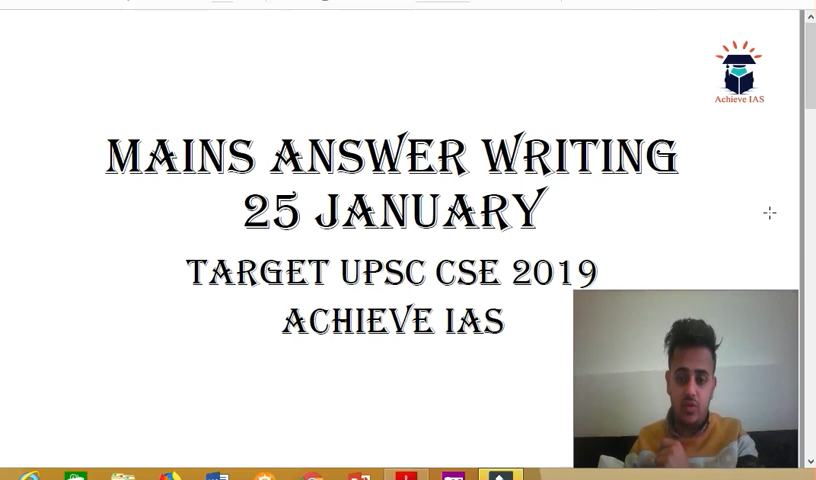 Achieve IAS
MAINS ANSWER WRITING
25 JANUARY
TARGET UPSC CSE 2019
ACHIEVE IAS